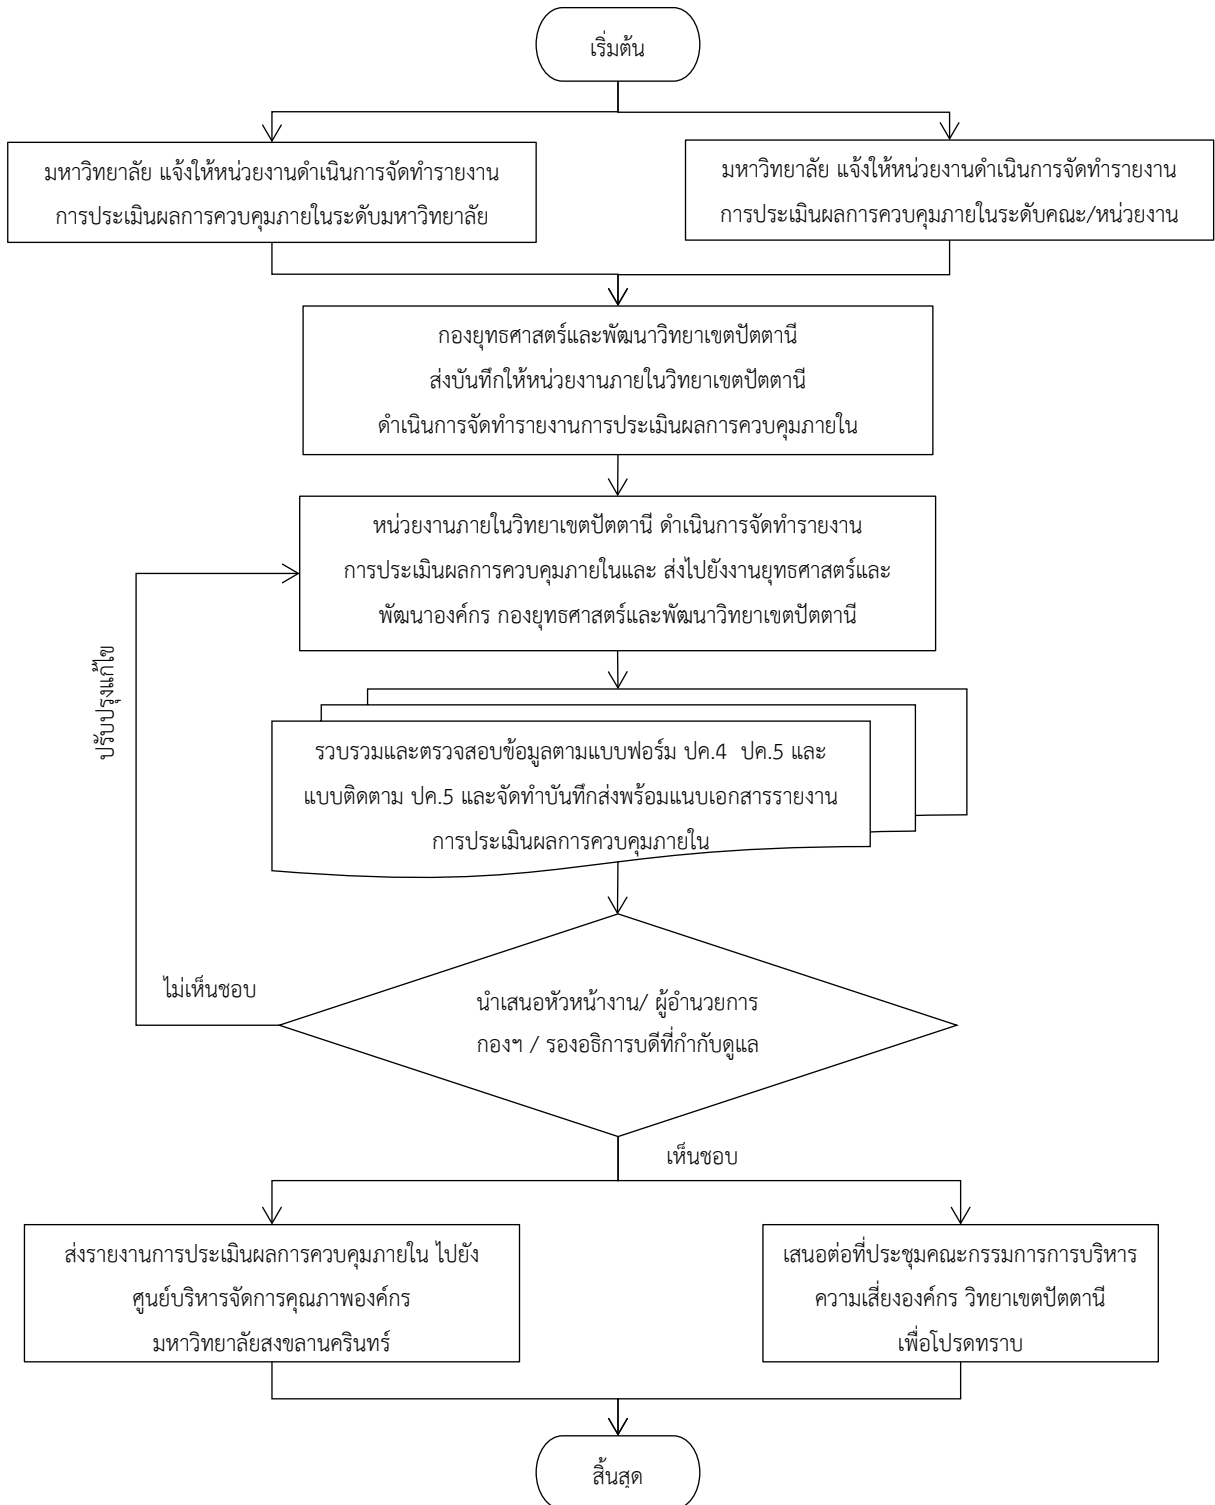 เริ่มต้น
มหาวิทยาลัย แจ้งให้หน่วยงานดำเนินการจัดทำรายงาน
การประเมินผลการควบคุมภายในระดับมหาวิทยาลัย
มหาวิทยาลัย แจ้งให้หน่วยงานดำเนินการจัดทำรายงาน
การประเมินผลการควบคุมภายในระดับคณะ/หน่วยงาน
กองยุทธศาสตร์และพัฒนาวิทยาเขตปัตตานี
ส่งบันทึกให้หน่วยงานภายในวิทยาเขตปัตตานี
ดำเนินการจัดทำรายงานการประเมินผลการควบคุมภายใน
หน่วยงานภายในวิทยาเขตปัตตานี ดำเนินการจัดทำรายงาน
การประเมินผลการควบคุมภายในและ ส่งไปยังงานยุทธศาสตร์และ
พัฒนาองค์กร กองยุทธศาสตร์และพัฒนาวิทยาเขตปัตตานี
ปรับปรุงแก้ไข
รวบรวมและตรวจสอบข้อมูลตามแบบฟอร์ม ปค.4 ปค.5 และ
แบบติดตาม ปค.5 และจัดทำบันทึกส่งพร้อมแนบเอกสารรายงาน
การประเมินผลการควบคุมภายใน
ไม่เห็นชอบ
นำเสนอหัวหน้างาน/ ผู้อำนวยการ
กองฯ / รองอธิการบดีที่กำกับดูแล
เห็นชอบ
ส่งรายงานการประเมินผลการควบคุมภายใน ไปยัง
ศูนย์บริหารจัดการคุณภาพองค์กร
มหาวิทยาลัยสงขลานครินทร์
เสนอต่อที่ประชุมคณะกรรมการการบริหาร
ความเสี่ยงองค์กร วิทยาเขตปัตตานี
เพื่อโปรดทราบ
สิ้นสุด